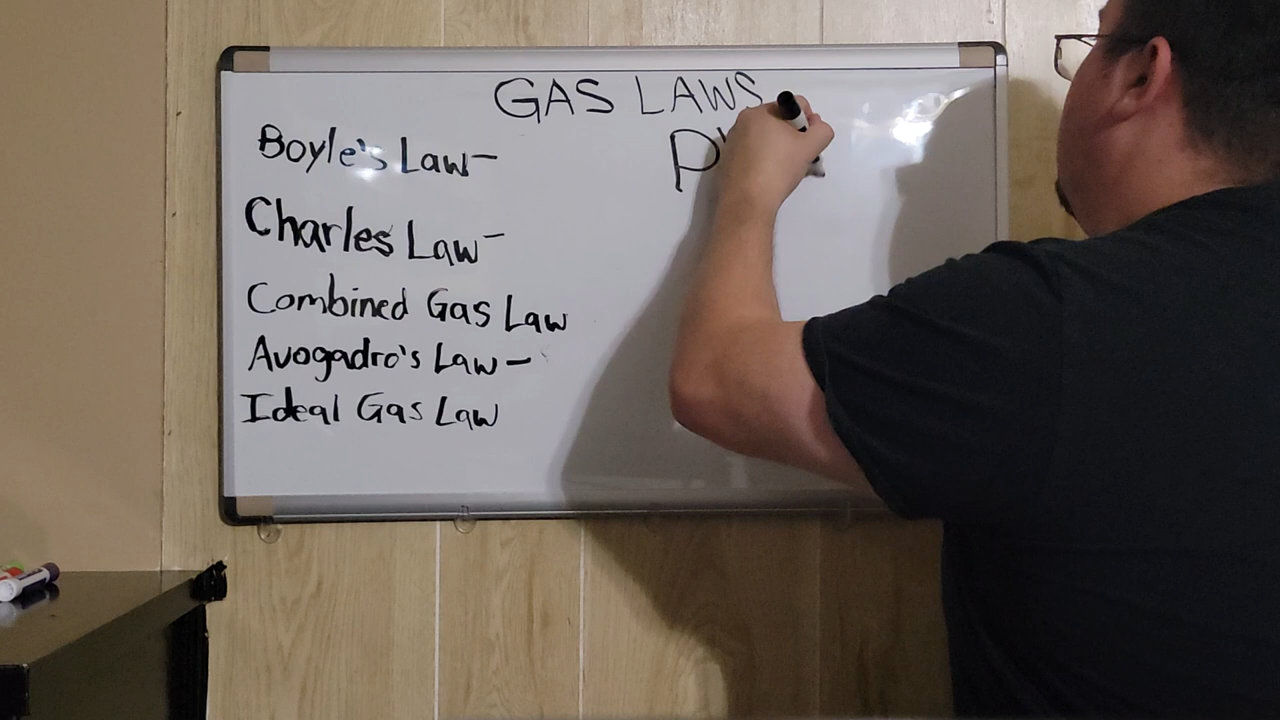 GAS LAWS
Boyle's Law- P
Charles Law-
Combined Gas Law
Avogadro's Law-
Ideal Gas Law